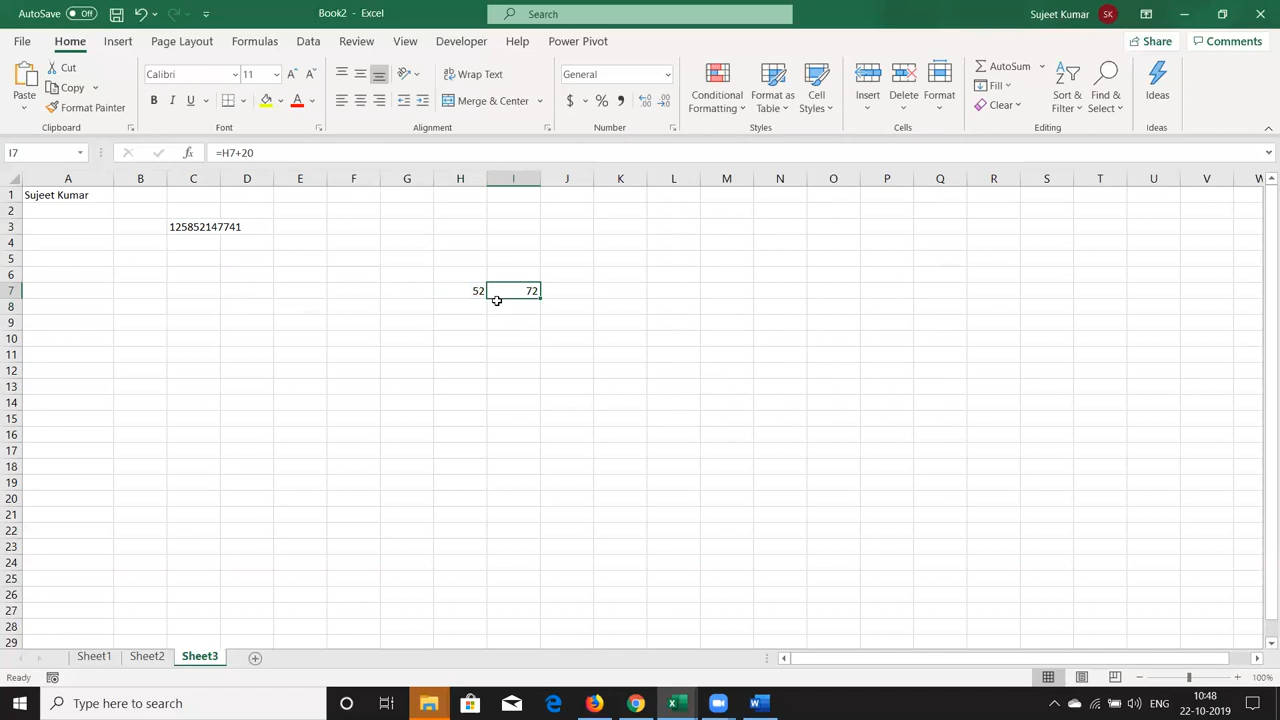 AutoSave Off Book2 - Excel Search Sujeet Kumar SK
File Home Insert Page Layout Formulas Data Review View Developer Help Power Pivot Share Comments
Paste Cut Copy Format Painter
Clipboard
Calibri 11
B I U
Font
Wrap Text
Merge & Center
Alignment
General
$ % ,
Number
Conditional Formatting
Format as Table
Cell Styles
Styles
Insert Delete Format
Cells
AutoSum
Fill
Clear
Sort & Filter
Find & Select
Editing
Ideas
Ideas
I7 fx =H7+20
A B C D E F G H I J K L M N O P Q R S T U V W
1 Sujeet Kumar
2
3 125852147741
4
5
6
7 52 72
8
9
10
11
12
13
14
15
16
17
18
19
20
21
22
23
24
25
26
27
28
29
Sheet1 Sheet2 Sheet3
Ready 100%
Type here to search ENG 10:48
22-10-2019